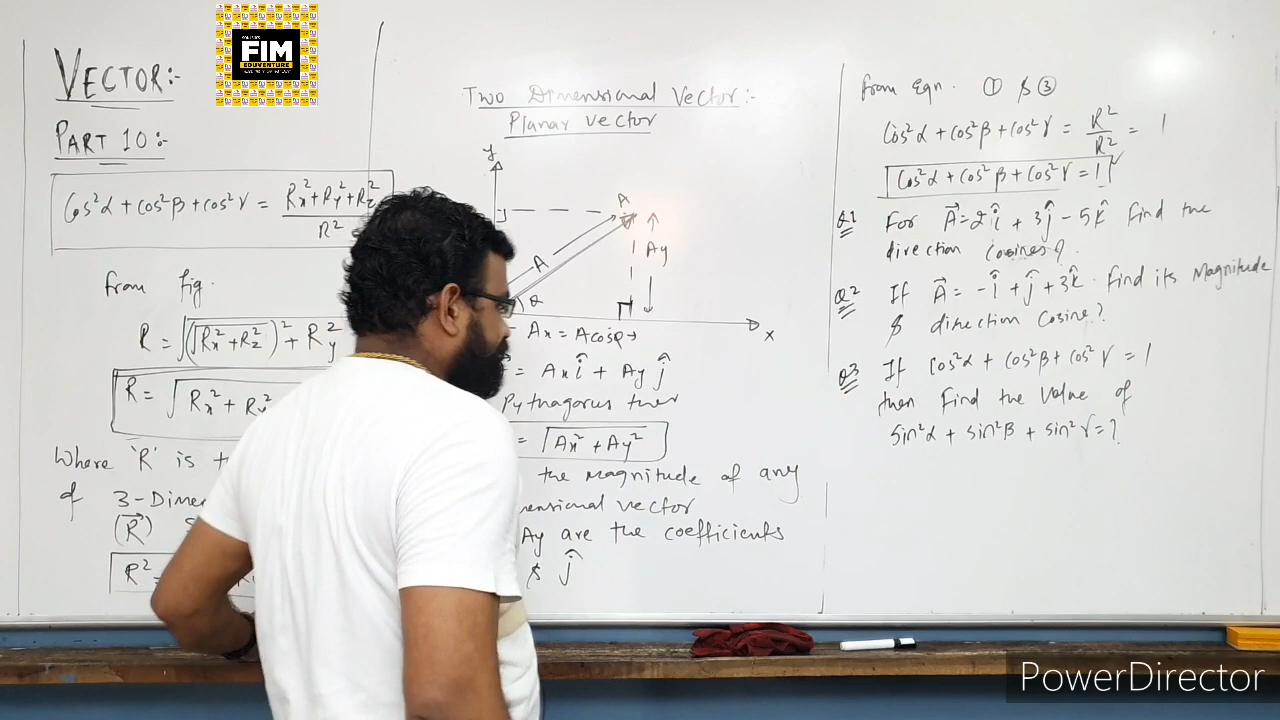 VECTOR:-
PART 10:-
Cos²α + cos²β + cos²γ = Rx² + Ry² + Rz² / R²
from fig.
R = √(√Rx² + Rz²)² + Ry²
R = √Rx² + Ry²
Where 'R' is
of 3-Dimen
(R⃗)
R² =
FIM
EDUVENTURE
Two Dimensional Vector:-
Planar vector
y
A
A
Ay
x
Ax = A cosθ →
= Ax î + Ay ĵ
Pythagorus ther
= √Ax² + Ay²
the magnitude of any
ensional vector
Ay are the coefficients
& ĵ
from Eqn. ① & ③
Cos²α + cos²β + cos²γ = R²/R² = 1
Cos²α + cos²β + cos²γ = 1
Q1 For A⃗ = 2î + 3ĵ - 5k̂ find the
direction cosines?
Q2 If A⃗ = -î + ĵ + 3k̂. find its Magnitude
& direction Cosine?
Q3 If Cos²α + Cos²β + cos²γ = 1
then Find the Value of
Sin²α + sin²β + sin²γ = ?
PowerDirector